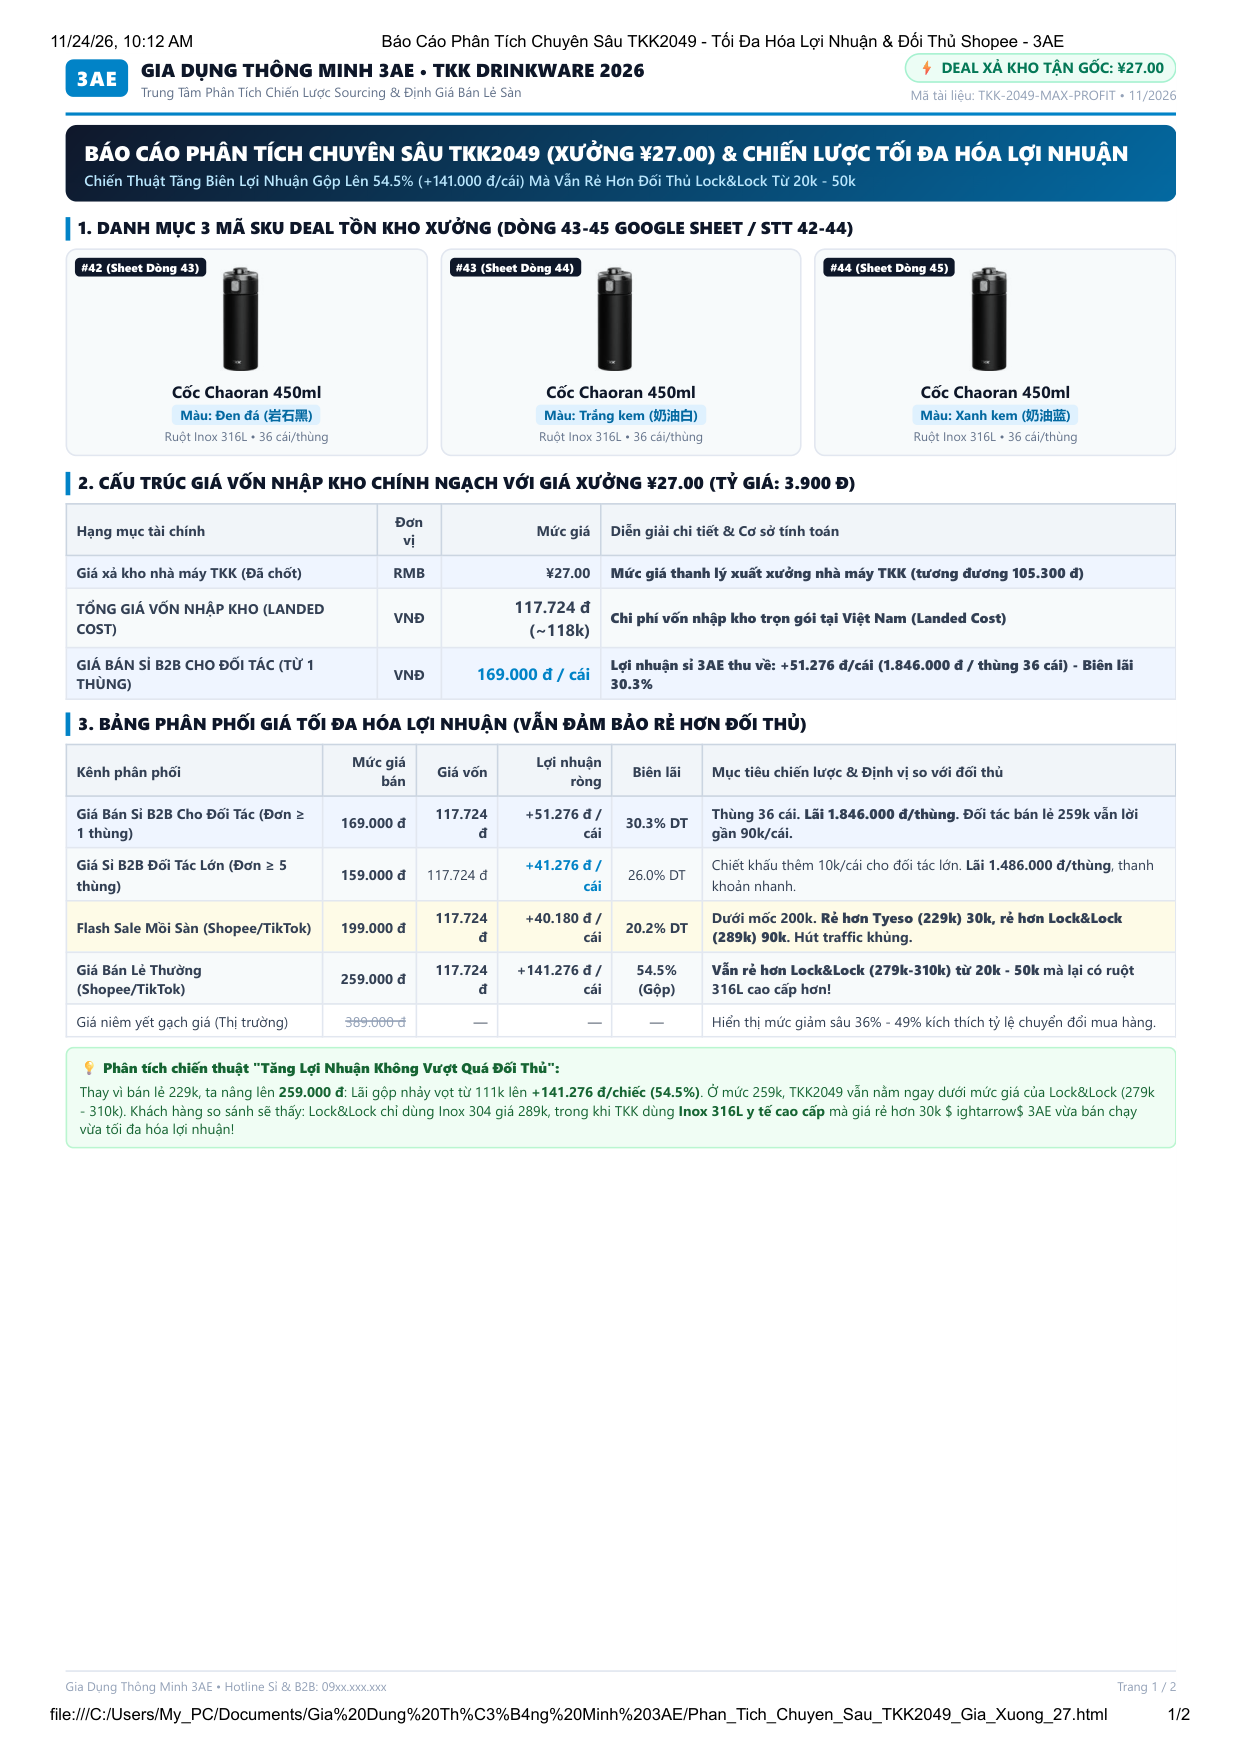 11/24/26, 10:12 AM
Báo Cáo Phân Tích Chuyên Sâu TKK2049 - Tối Đa Hóa Lợi Nhuận & Đối Thủ Shopee - 3AE
3AE
GIA DỤNG THÔNG MINH 3AE • TKK DRINKWARE 2026
Trung Tâm Phân Tích Chiến Lược Sourcing & Định Giá Bán Lẻ Sàn
⚡ DEAL XẢ KHO TẬN GỐC: ¥27.00
Mã tài liệu: TKK-2049-MAX-PROFIT • 11/2026
BÁO CÁO PHÂN TÍCH CHUYÊN SÂU TKK2049 (XƯỞNG ¥27.00) & CHIẾN LƯỢC TỐI ĐA HÓA LỢI NHUẬN
Chiến Thuật Tăng Biên Lợi Nhuận Gộp Lên 54.5% (+141.000 đ/cái) Mà Vẫn Rẻ Hơn Đối Thủ Lock&Lock Từ 20k - 50k
1. DANH MỤC 3 MÃ SKU DEAL TỒN KHO XƯỞNG (DÒNG 43-45 GOOGLE SHEET / STT 42-44)
#42 (Sheet Dòng 43)
Cốc Chaoran 450ml
Màu: Đen đá (岩石黑)
Ruột Inox 316L • 36 cái/thùng
#43 (Sheet Dòng 44)
Cốc Chaoran 450ml
Màu: Trắng kem (奶油白)
Ruột Inox 316L • 36 cái/thùng
#44 (Sheet Dòng 45)
Cốc Chaoran 450ml
Màu: Xanh kem (奶油蓝)
Ruột Inox 316L • 36 cái/thùng
2. CẤU TRÚC GIÁ VỐN NHẬP KHO CHÍNH NGẠCH VỚI GIÁ XƯỞNG ¥27.00 (TỶ GIÁ: 3.900 Đ)
Hạng mục tài chính
Đơn
vị
Mức giá
Diễn giải chi tiết & Cơ sở tính toán
Giá xả kho nhà máy TKK (Đã chốt)
RMB
¥27.00
Mức giá thanh lý xuất xưởng nhà máy TKK (tương đương 105.300 đ)
TỔNG GIÁ VỐN NHẬP KHO (LANDED
COST)
VNĐ
117.724 đ
(~118k)
Chi phí vốn nhập kho trọn gói tại Việt Nam (Landed Cost)
GIÁ BÁN SỈ B2B CHO ĐỐI TÁC (TỪ 1
THÙNG)
VNĐ
169.000 đ / cái
Lợi nhuận sỉ 3AE thu về: +51.276 đ/cái (1.846.000 đ / thùng 36 cái) - Biên lãi
30.3%
3. BẢNG PHÂN PHỐI GIÁ TỐI ĐA HÓA LỢI NHUẬN (VẪN ĐẢM BẢO RẺ HƠN ĐỐI THỦ)
Kênh phân phối
Mức giá
bán
Giá vốn
Lợi nhuận
ròng
Biên lãi
Mục tiêu chiến lược & Định vị so với đối thủ
Giá Bán Sỉ B2B Cho Đối Tác (Đơn ≥
1 thùng)
169.000 đ
117.724
đ
+51.276 đ /
cái
30.3% DT
Thùng 36 cái. Lãi 1.846.000 đ/thùng. Đối tác bán lẻ 259k vẫn lời
gần 90k/cái.
Giá Sỉ B2B Đối Tác Lớn (Đơn ≥ 5
thùng)
159.000 đ
117.724 đ
+41.276 đ /
cái
26.0% DT
Chiết khấu thêm 10k/cái cho đối tác lớn. Lãi 1.486.000 đ/thùng, thanh
khoản nhanh.
Flash Sale Mồi Sàn (Shopee/TikTok)
199.000 đ
117.724
đ
+40.180 đ /
cái
20.2% DT
Dưới mốc 200k. Rẻ hơn Tyeso (229k) 30k, rẻ hơn Lock&Lock
(289k) 90k. Hút traffic khủng.
Giá Bán Lẻ Thường
(Shopee/TikTok)
259.000 đ
117.724
đ
+141.276 đ /
cái
54.5%
(Gộp)
Vẫn rẻ hơn Lock&Lock (279k-310k) từ 20k - 50k mà lại có ruột
316L cao cấp hơn!
Giá niêm yết gạch giá (Thị trường)
389.000 đ
—
—
—
Hiển thị mức giảm sâu 36% - 49% kích thích tỷ lệ chuyển đổi mua hàng.
💡 Phân tích chiến thuật "Tăng Lợi Nhuận Không Vượt Quá Đối Thủ":
Thay vì bán lẻ 229k, ta nâng lên 259.000 đ: Lãi gộp nhảy vọt từ 111k lên +141.276 đ/chiếc (54.5%). Ở mức 259k, TKK2049 vẫn nằm ngay dưới mức giá của Lock&Lock (279k
- 310k). Khách hàng so sánh sẽ thấy: Lock&Lock chỉ dùng Inox 304 giá 289k, trong khi TKK dùng Inox 316L y tế cao cấp mà giá rẻ hơn 30k $ ightarrow$ 3AE vừa bán chạy
vừa tối đa hóa lợi nhuận!
Gia Dụng Thông Minh 3AE • Hotline Sỉ & B2B: 09xx.xxx.xxx
Trang 1 / 2
file:///C:/Users/My_PC/Documents/Gia%20Dung%20Th%C3%B4ng%20Minh%203AE/Phan_Tich_Chuyen_Sau_TKK2049_Gia_Xuong_27.html
1/2